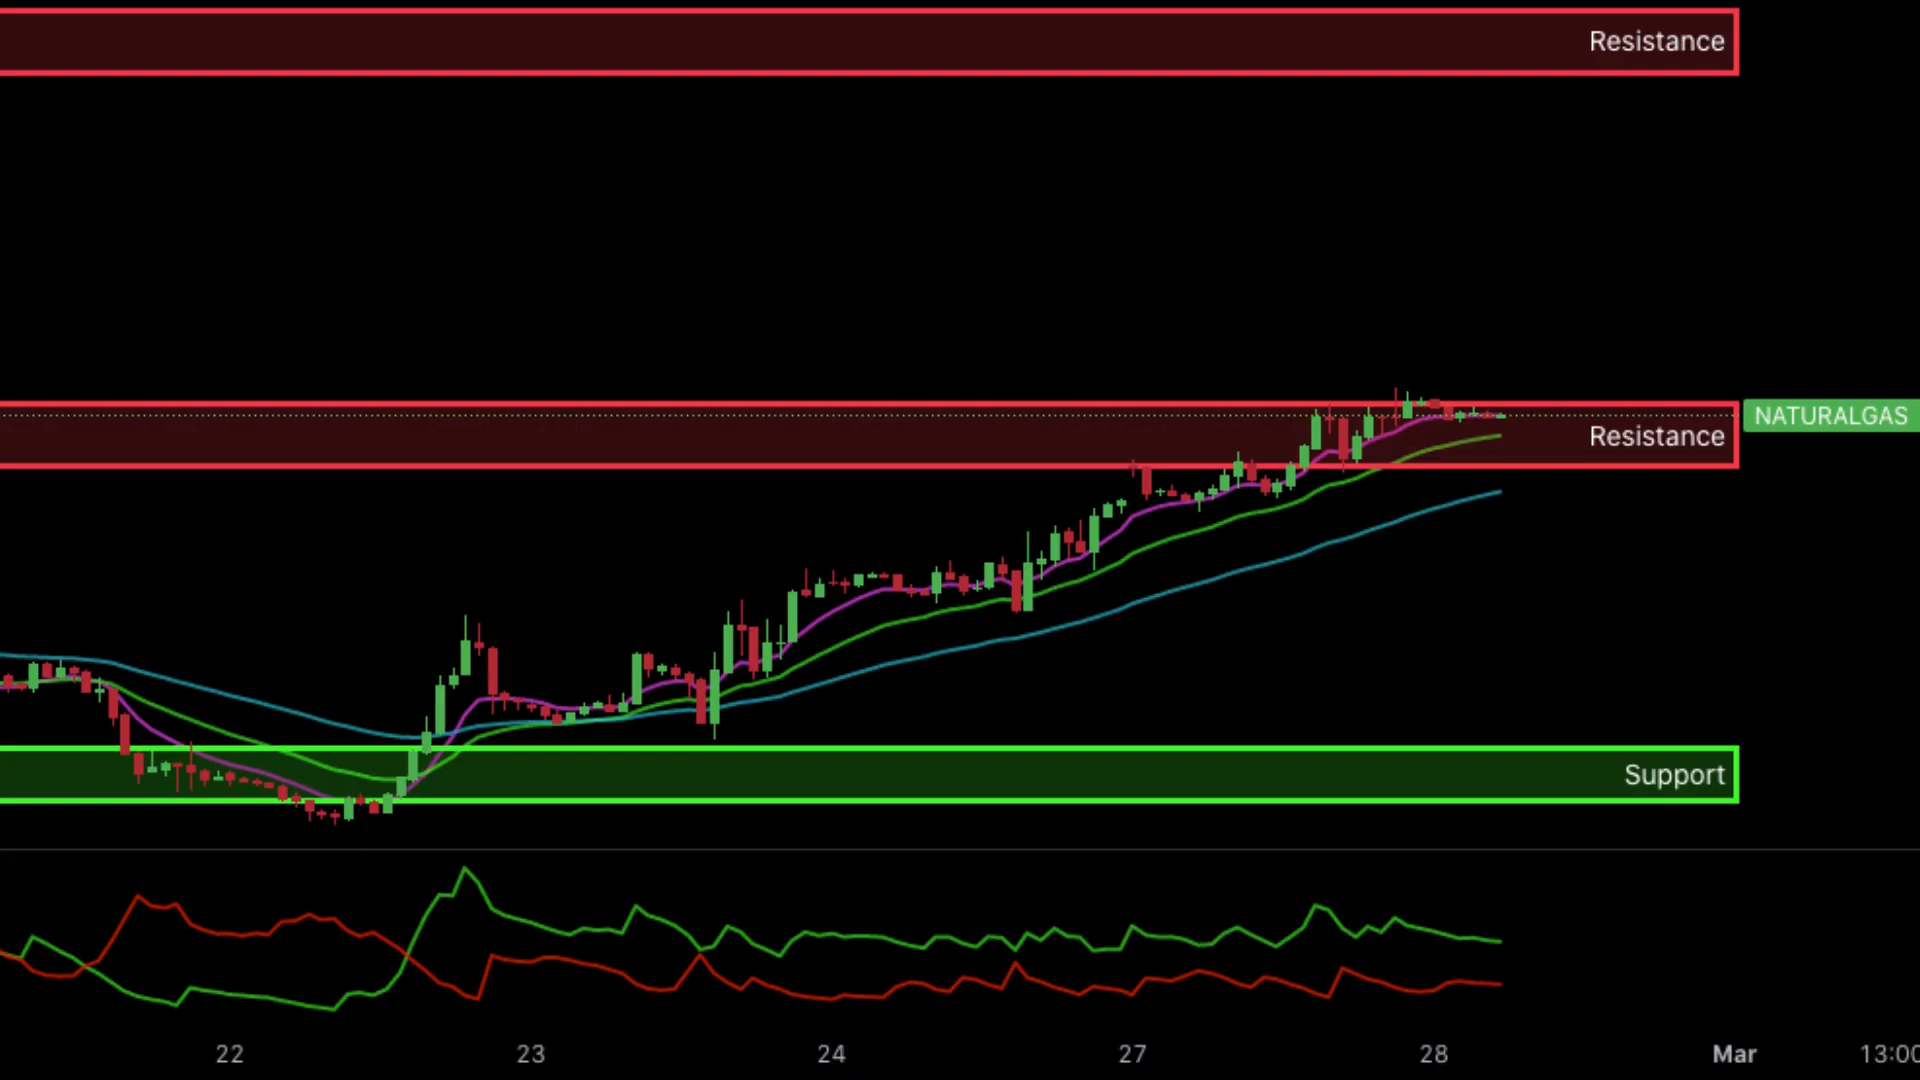 Resistance
NATURALGAS
Resistance
Support
22 23 24 27 28 Mar 13:00